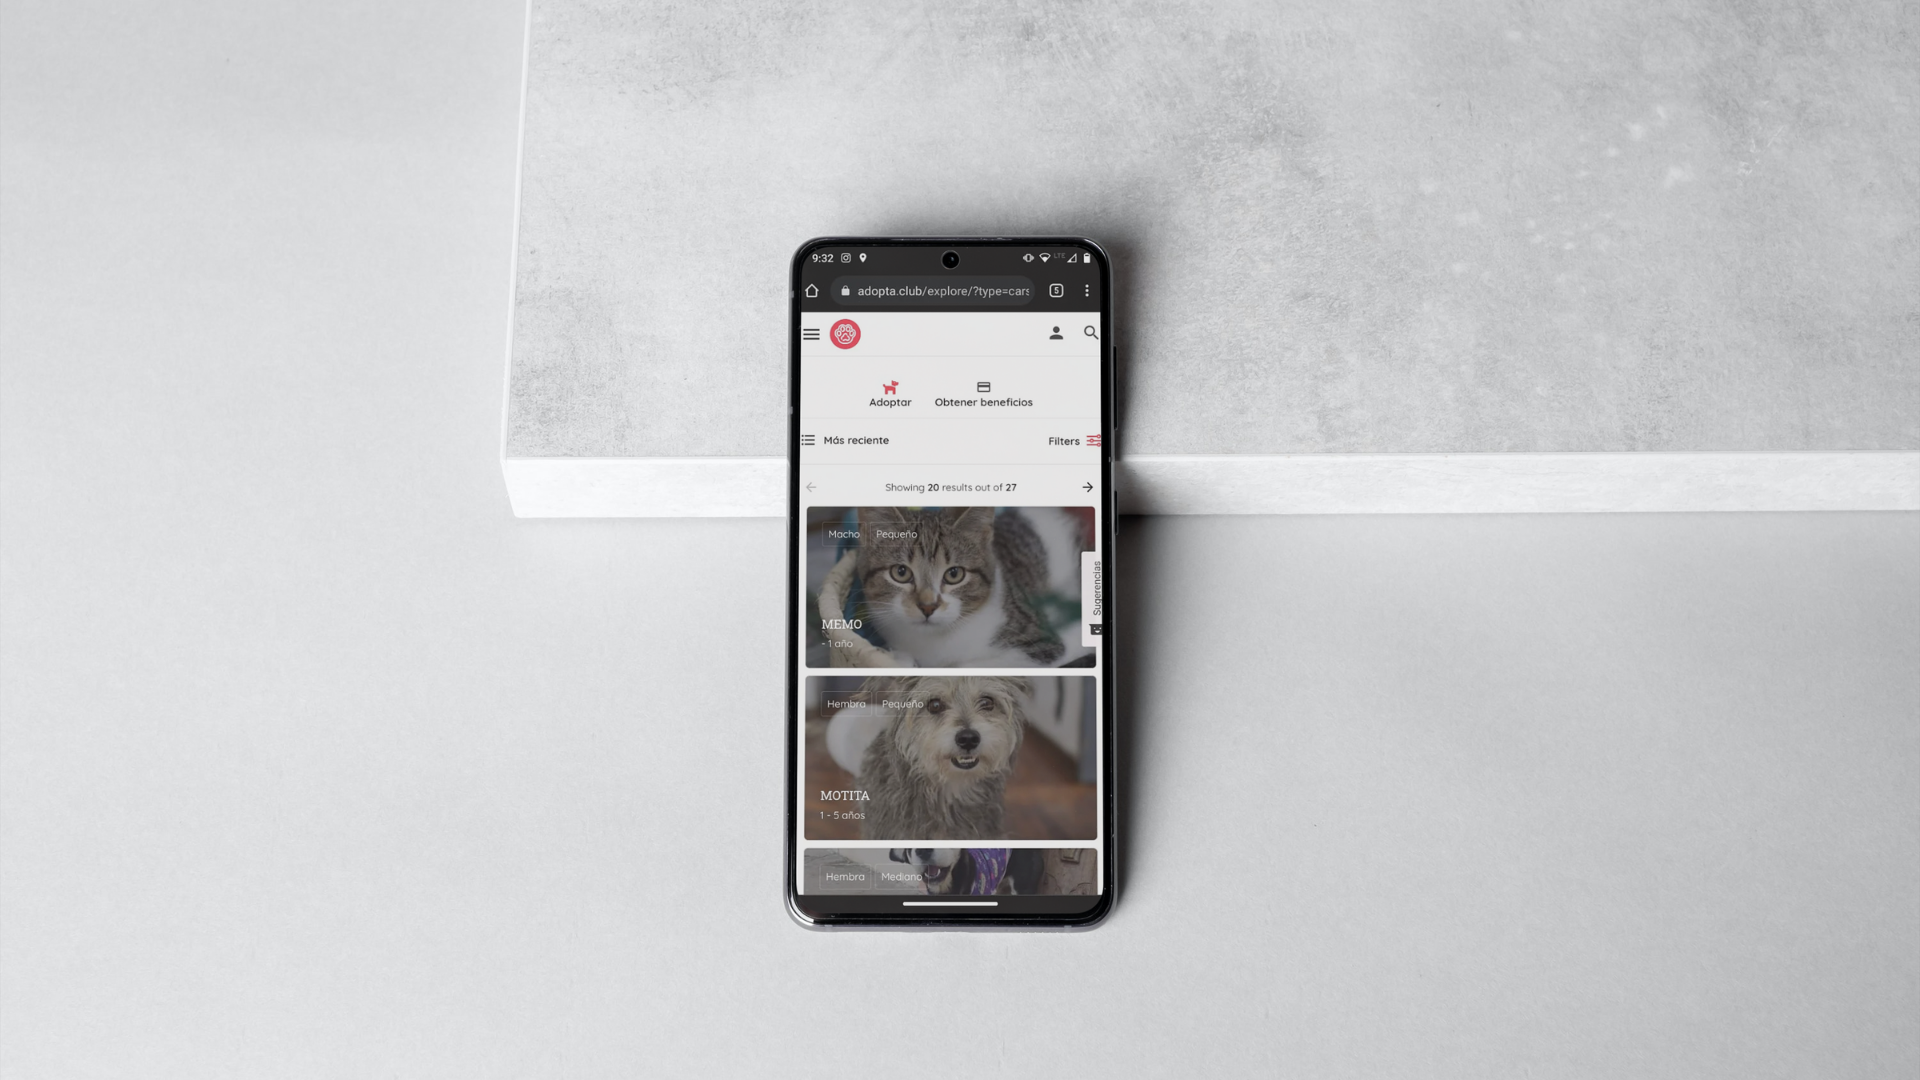 9:32
LTE
adopta.club/explore/?type=cars
5
Adoptar
Obtener beneficios
Más reciente
Filters
Showing 20 results out of 27
Macho
Pequeño
Sugerencias
MEMO
- 1 año
Hembra
Pequeño
MOTITA
1 - 5 años
Hembra
Mediano